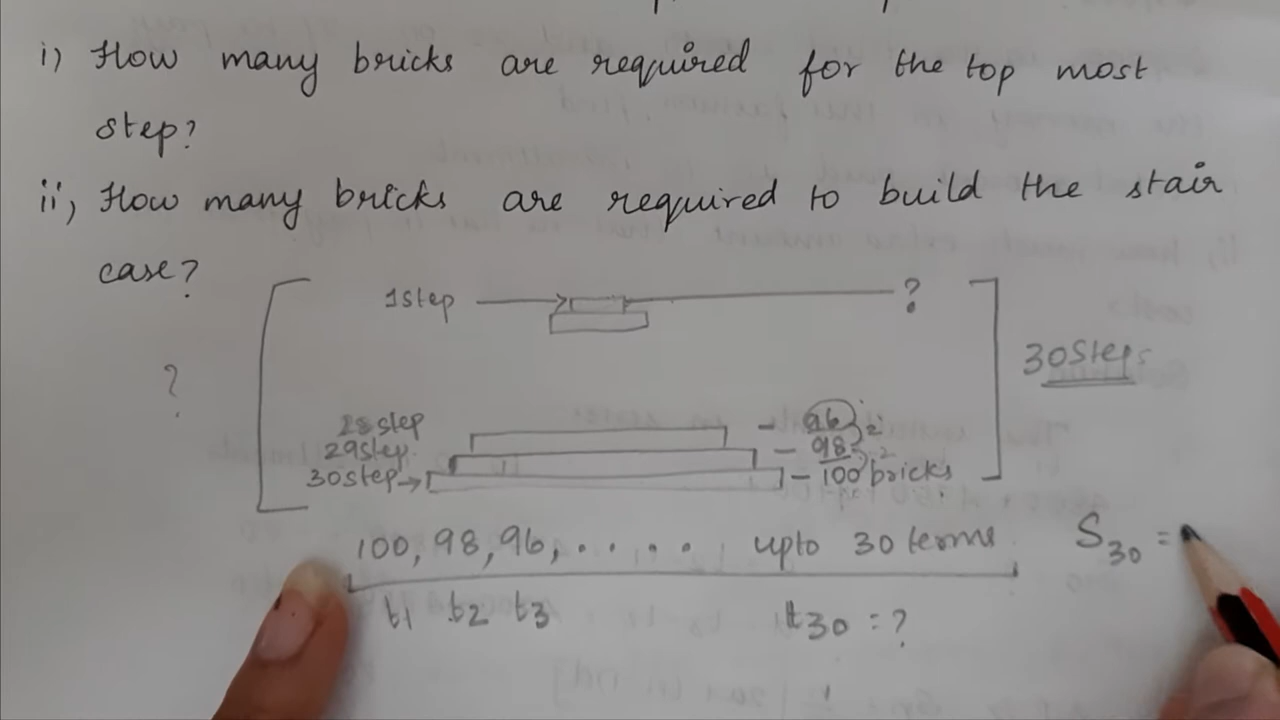 i) How many bricks are required for the top most
step?
ii, How many bricks are required to build the stair
case?
1step ?
?
30Steps
28step - 96 2
29step - 98 2
30step → - 100 bricks
100, 98, 96, ..... upto 30 terms
S30 =
t1 t2 t3 t30 = ?